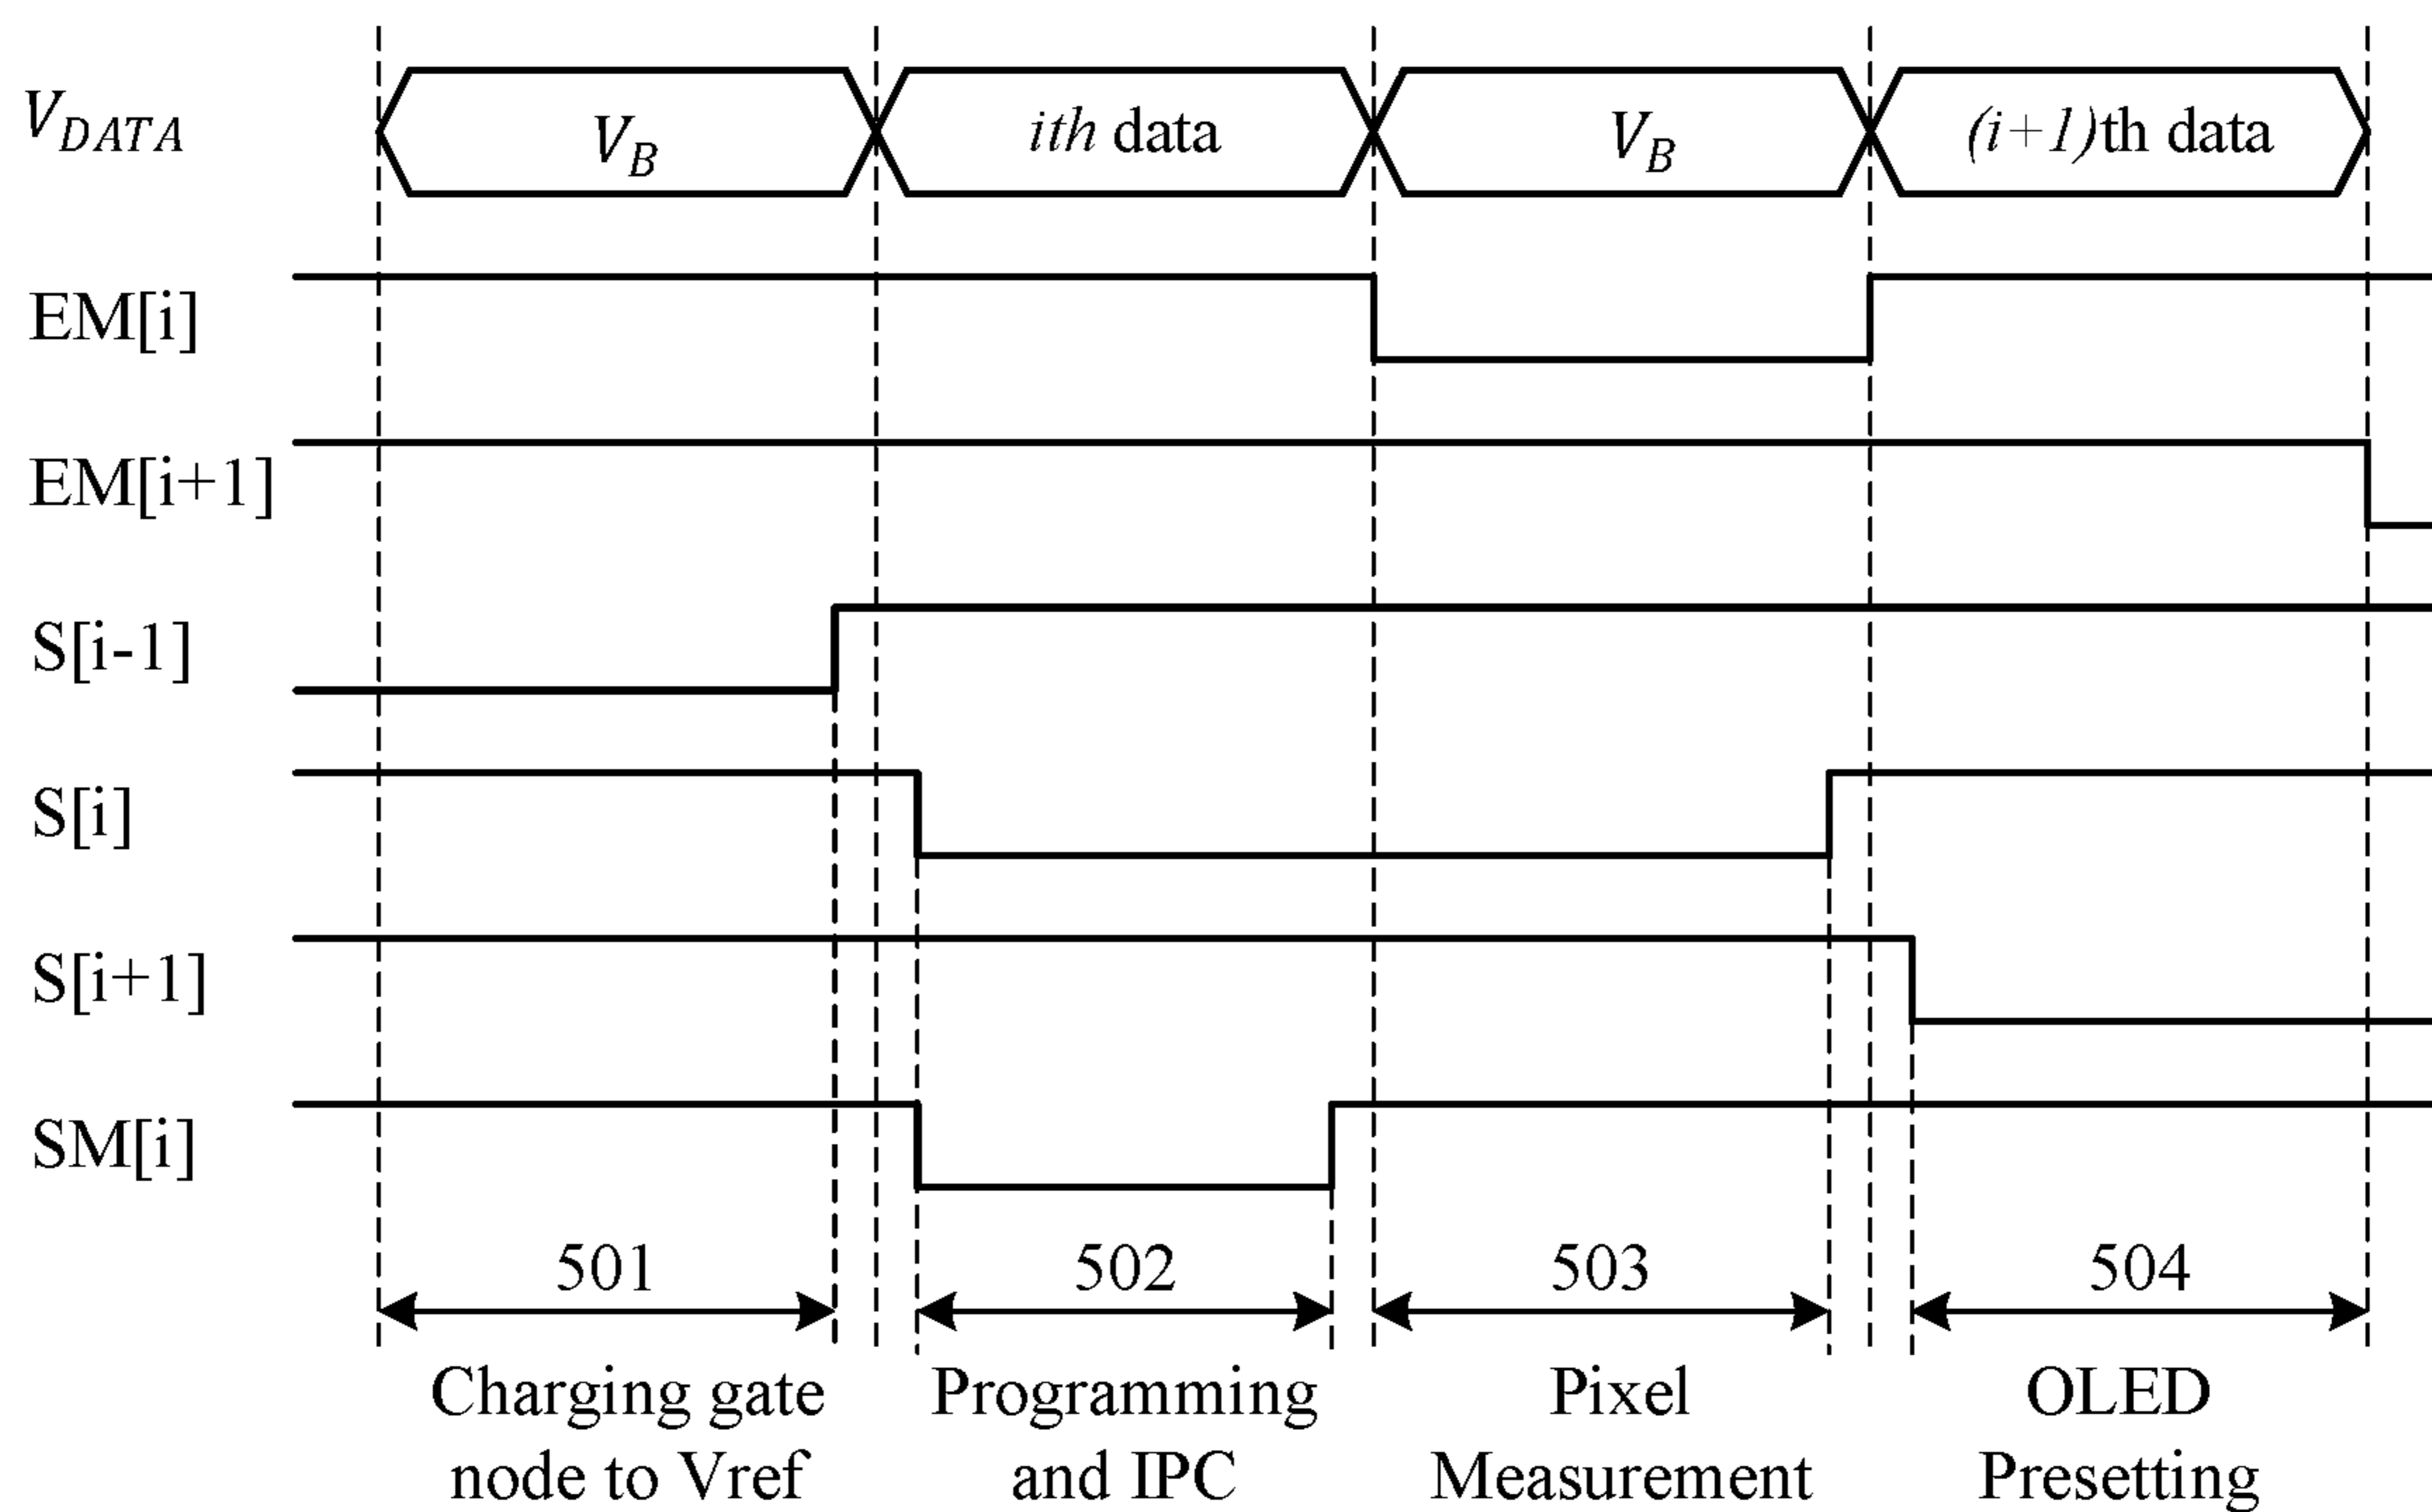 V_DATA V_B ith data V_B (i+1)th data
EM[i]
EM[i+1]
S[i-1]
S[i]
S[i+1]
SM[i]
501 502 503 504
Charging gate Programming Pixel OLED
node to Vref and IPC Measurement Presetting